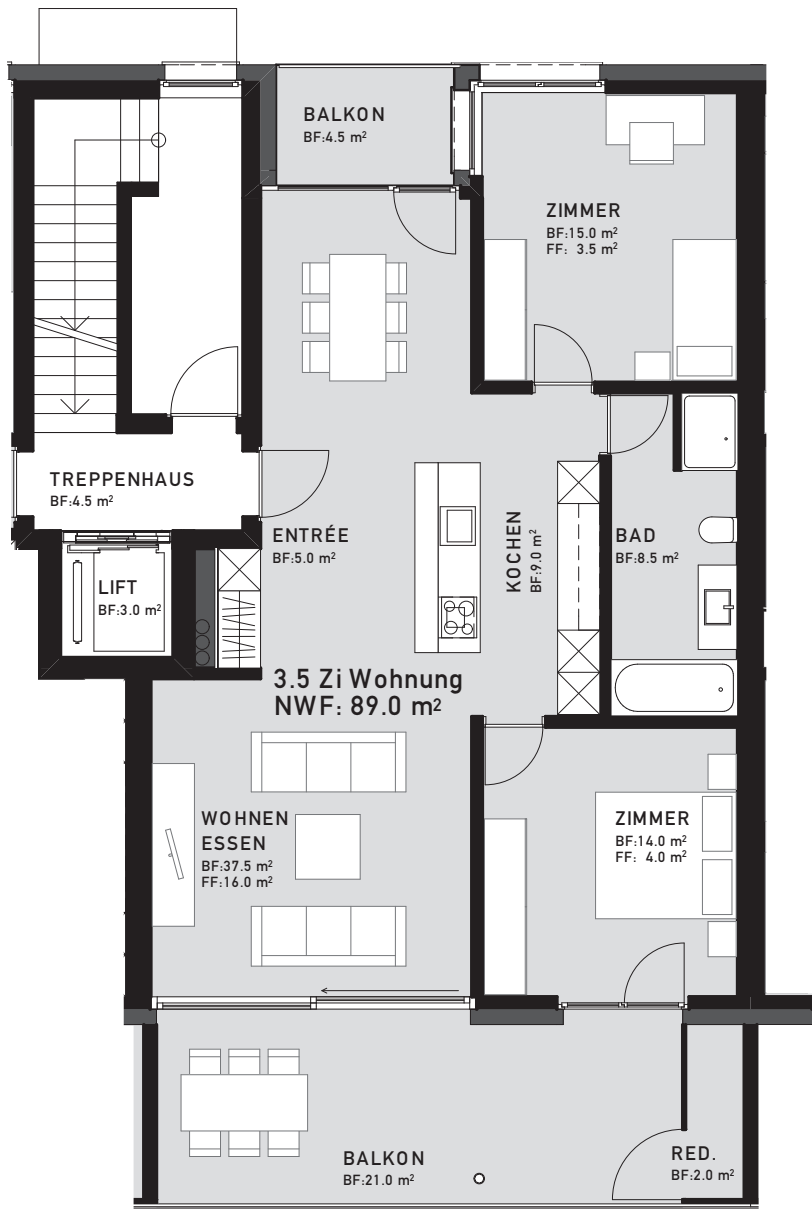 BALKON
BF:4.5 m²
ZIMMER
BF:15.0 m²
FF: 3.5 m²
TREPPENHAUS
BF:4.5 m²
ENTRÉE
BF:5.0 m²
KOCHEN
BF:9.0 m²
BAD
BF:8.5 m²
LIFT
BF:3.0 m²
3.5 Zi Wohnung
NWF: 89.0 m²
WOHNEN
ESSEN
BF:37.5 m²
FF:16.0 m²
ZIMMER
BF:14.0 m²
FF: 4.0 m²
BALKON
BF:21.0 m²
RED.
BF:2.0 m²